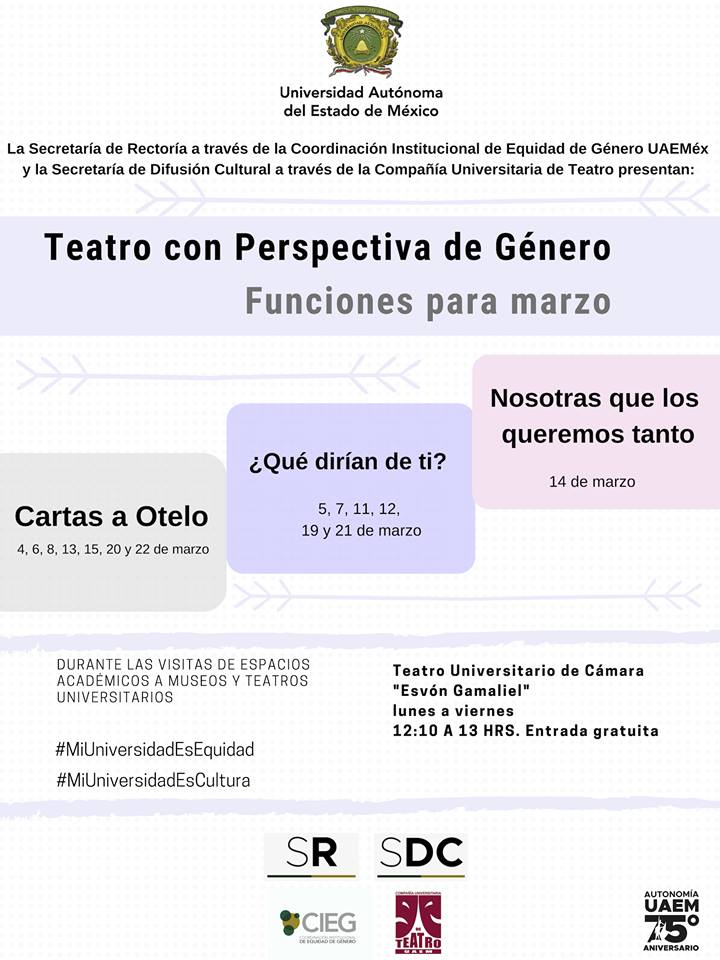 Universidad Autónoma
del Estado de México
La Secretaría de Rectoría a través de la Coordinación Institucional de Equidad de Género UAEMéx
y la Secretaría de Difusión Cultural a través de la Compañía Universitaria de Teatro presentan:
Teatro con Perspectiva de Género
Funciones para marzo
Nosotras que los
queremos tanto
14 de marzo
¿Qué dirían de ti?
5, 7, 11, 12,
19 y 21 de marzo
Cartas a Otelo
4, 6, 8, 13, 15, 20 y 22 de marzo
DURANTE LAS VISITAS DE ESPACIOS
ACADÉMICOS A MUSEOS Y TEATROS
UNIVERSITARIOS
#MiUniversidadEsEquidad
#MiUniversidadEsCultura
Teatro Universitario de Cámara
"Esvón Gamaliel"
lunes a viernes
12:10 A 13 HRS. Entrada gratuita
SR
SDC
CIEG
COORDINACIÓN INSTITUCIONAL
DE EQUIDAD DE GÉNERO
COMPAÑÍA UNIVERSITARIA
DE
TEATRO
UAEM
AUTONOMÍA
UAEM
75°
ANIVERSARIO